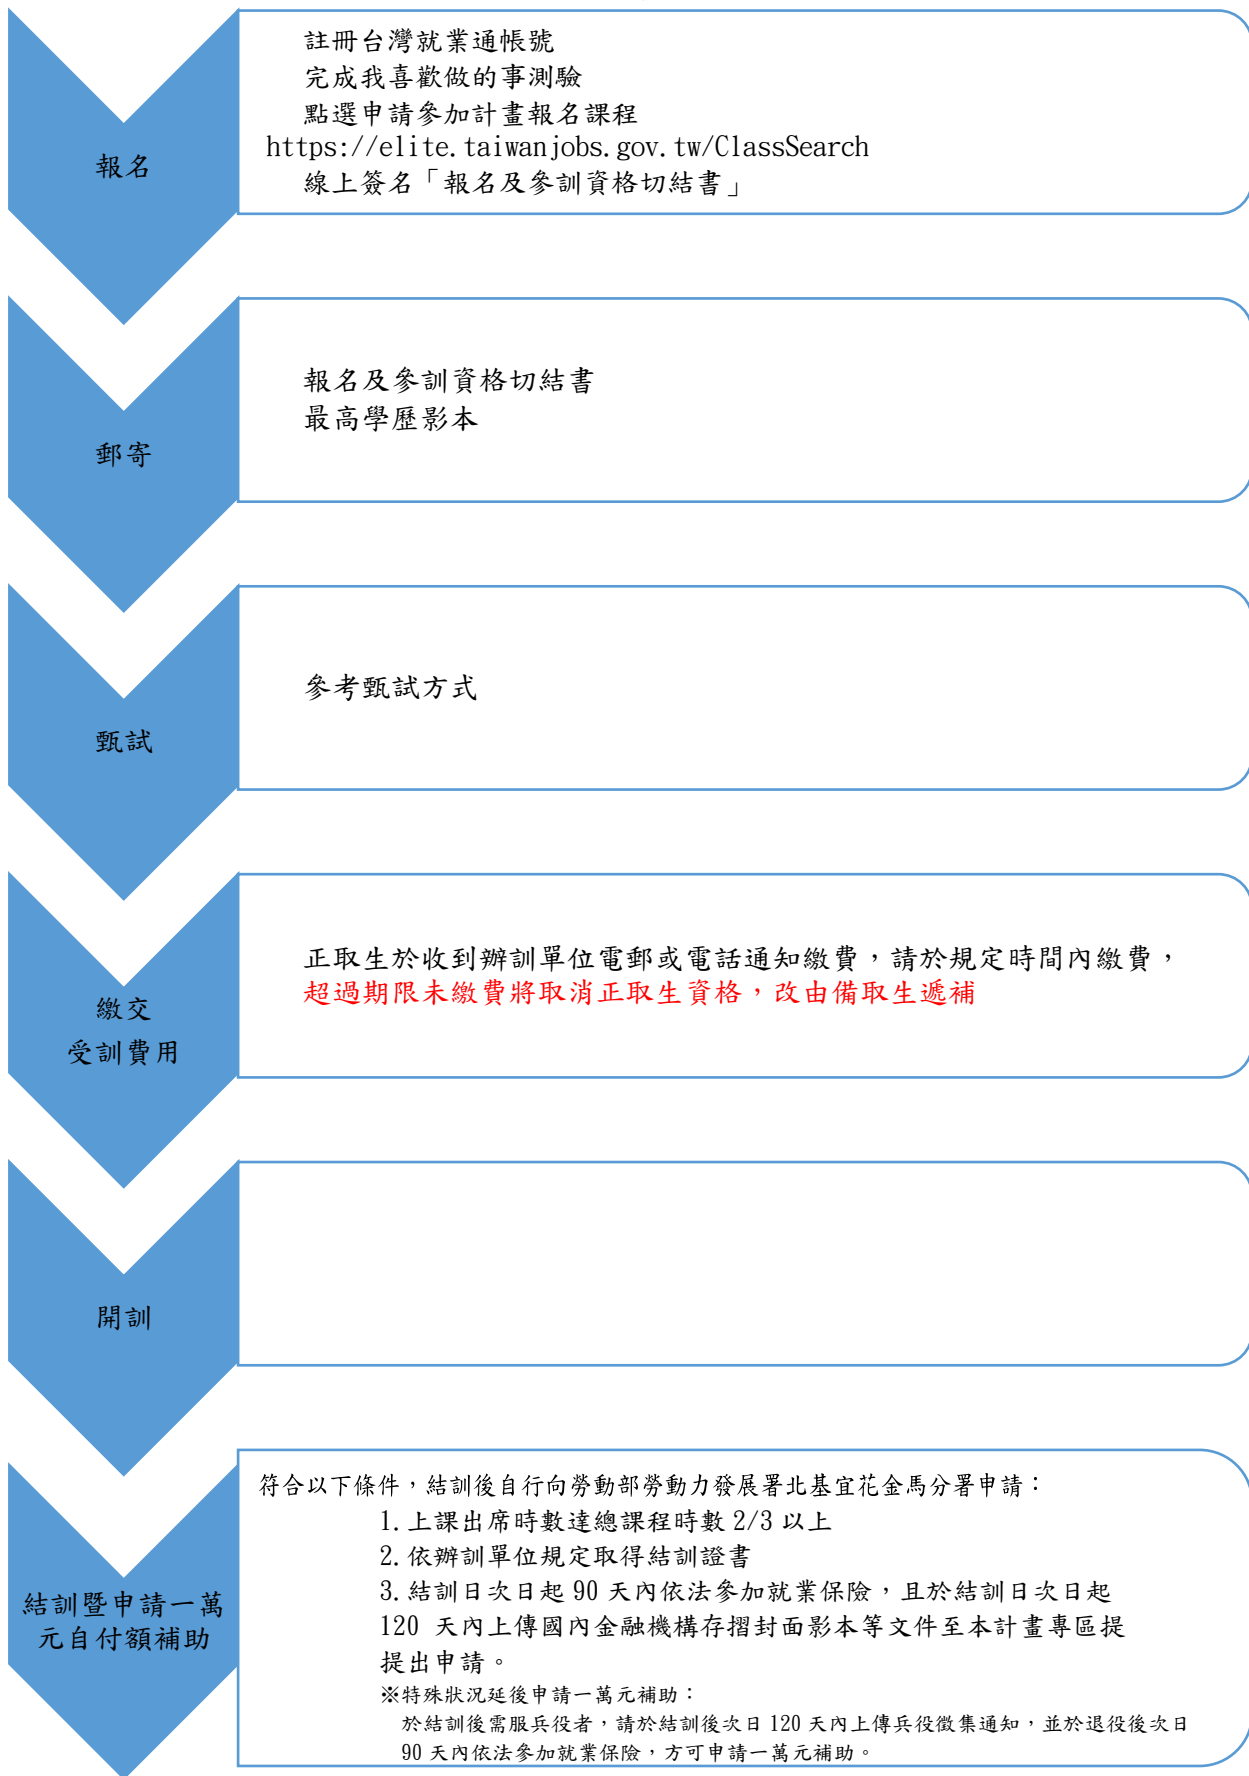 報名
註冊台灣就業通帳號
完成我喜歡做的事測驗
點選申請參加計畫報名課程
https://elite.taiwanjobs.gov.tw/ClassSearch
線上簽名「報名及參訓資格切結書」
郵寄
報名及參訓資格切結書
最高學歷影本
甄試
參考甄試方式
繳交
受訓費用
正取生於收到辦訓單位電郵或電話通知繳費，請於規定時間內繳費，
超過期限未繳費將取消正取生資格，改由備取生遞補
開訓
結訓暨申請一萬
元自付額補助
符合以下條件，結訓後自行向勞動部勞動力發展署北基宜花金馬分署申請：
1.上課出席時數達總課程時數 2/3 以上
2.依辦訓單位規定取得結訓證書
3.結訓日次日起 90 天內依法參加就業保險，且於結訓日次日起
120 天內上傳國內金融機構存摺封面影本等文件至本計畫專區提
提出申請。
※特殊狀況延後申請一萬元補助：
於結訓後需服兵役者，請於結訓後次日 120 天內上傳兵役徵集通知，並於退役後次日
90 天內依法參加就業保險，方可申請一萬元補助。